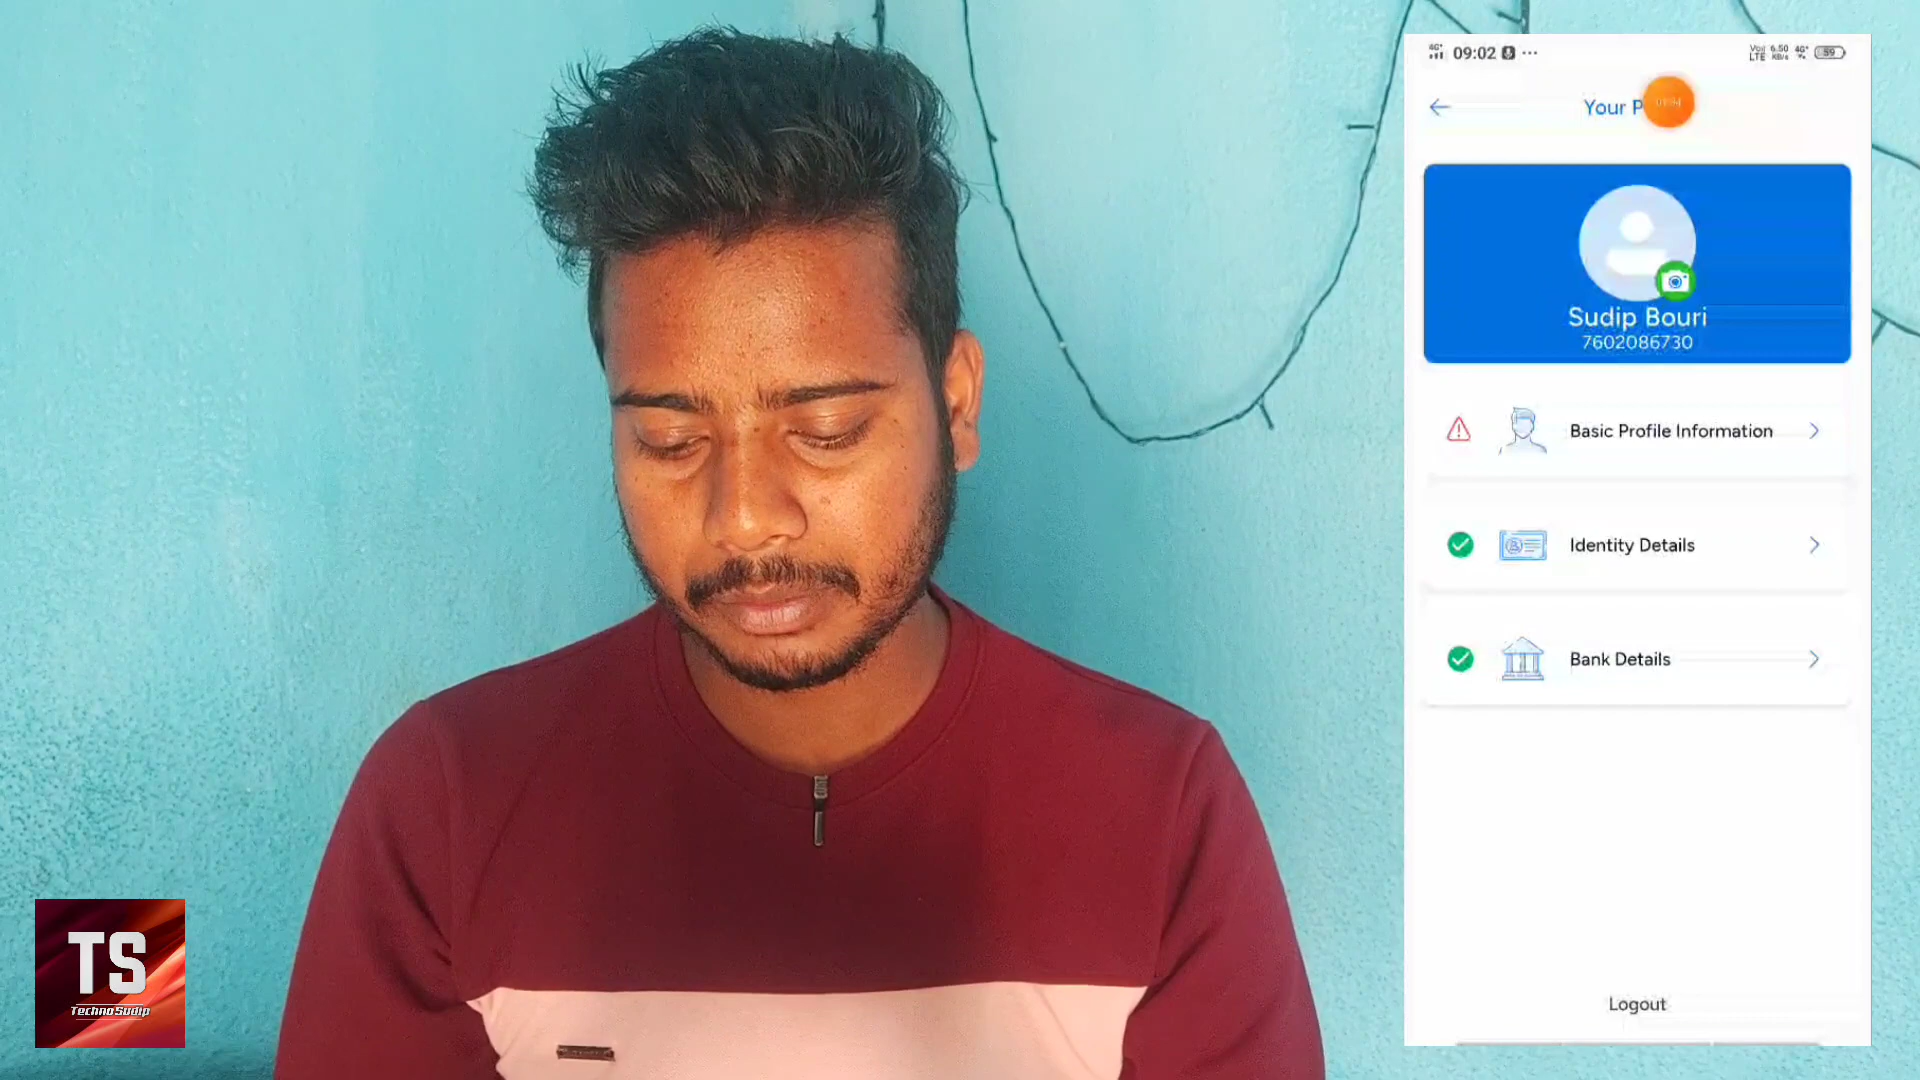 09:02
Your P
Sudip Bouri
7602086730
Basic Profile Information
Identity Details
Bank Details
Logout
TS
TechnoSudip